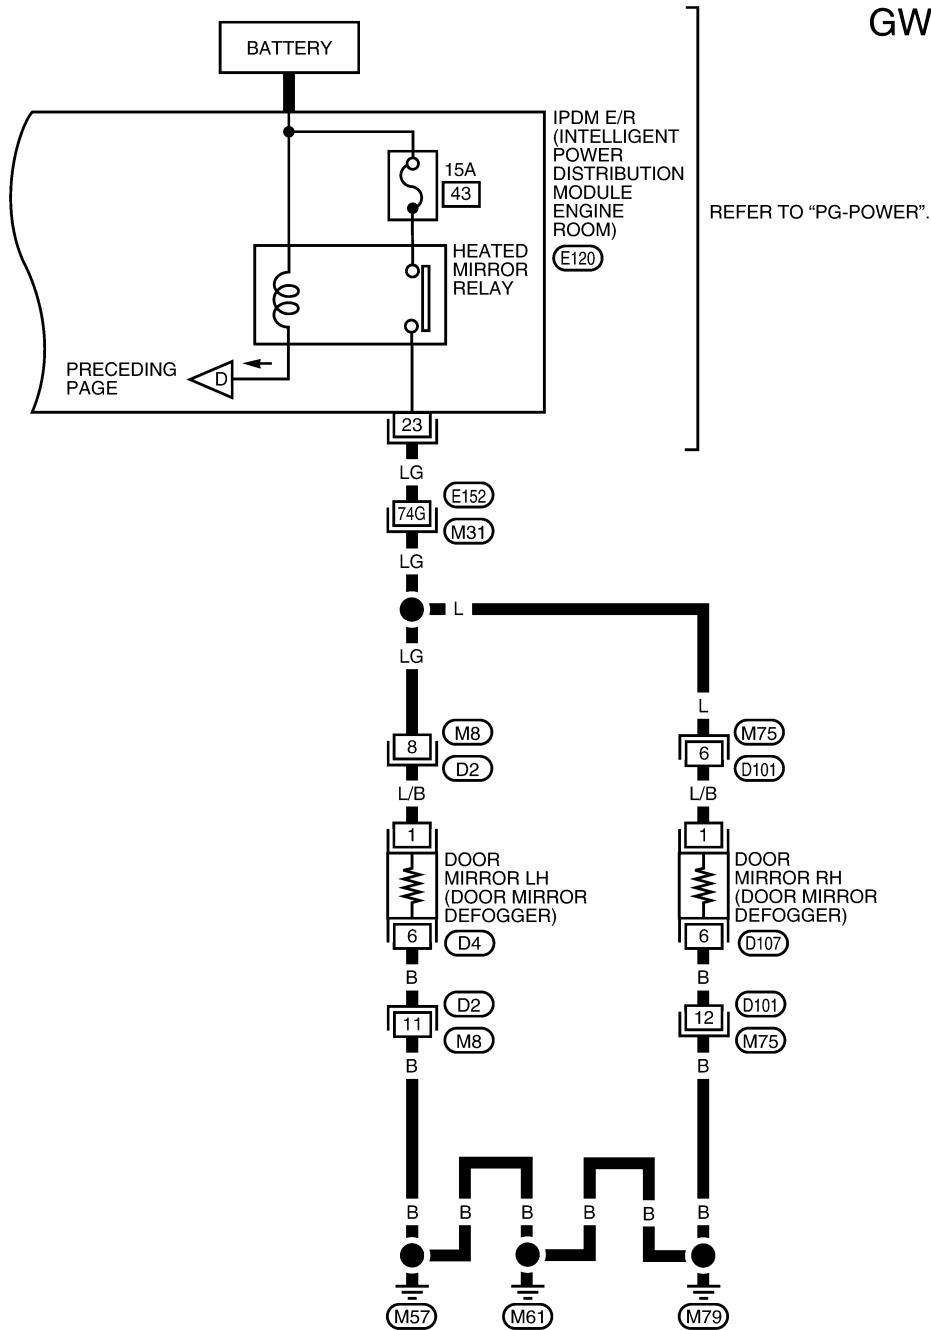 GW
BATTERY
IPDM E/R
(INTELLIGENT
POWER
DISTRIBUTION
MODULE
ENGINE
ROOM)
E120
REFER TO “PG-POWER”.
15A
43
HEATED
MIRROR
RELAY
PRECEDING
PAGE
D
23
LG
74G
E152
M31
LG
L
LG
L
8
M8
D2
6
M75
D101
L/B
L/B
1
1
DOOR
MIRROR LH
(DOOR MIRROR
DEFOGGER)
DOOR
MIRROR RH
(DOOR MIRROR
DEFOGGER)
6
D4
6
D107
B
B
11
D2
M8
12
D101
M75
B
B
B
B
B
B
B
B
M57
M61
M79